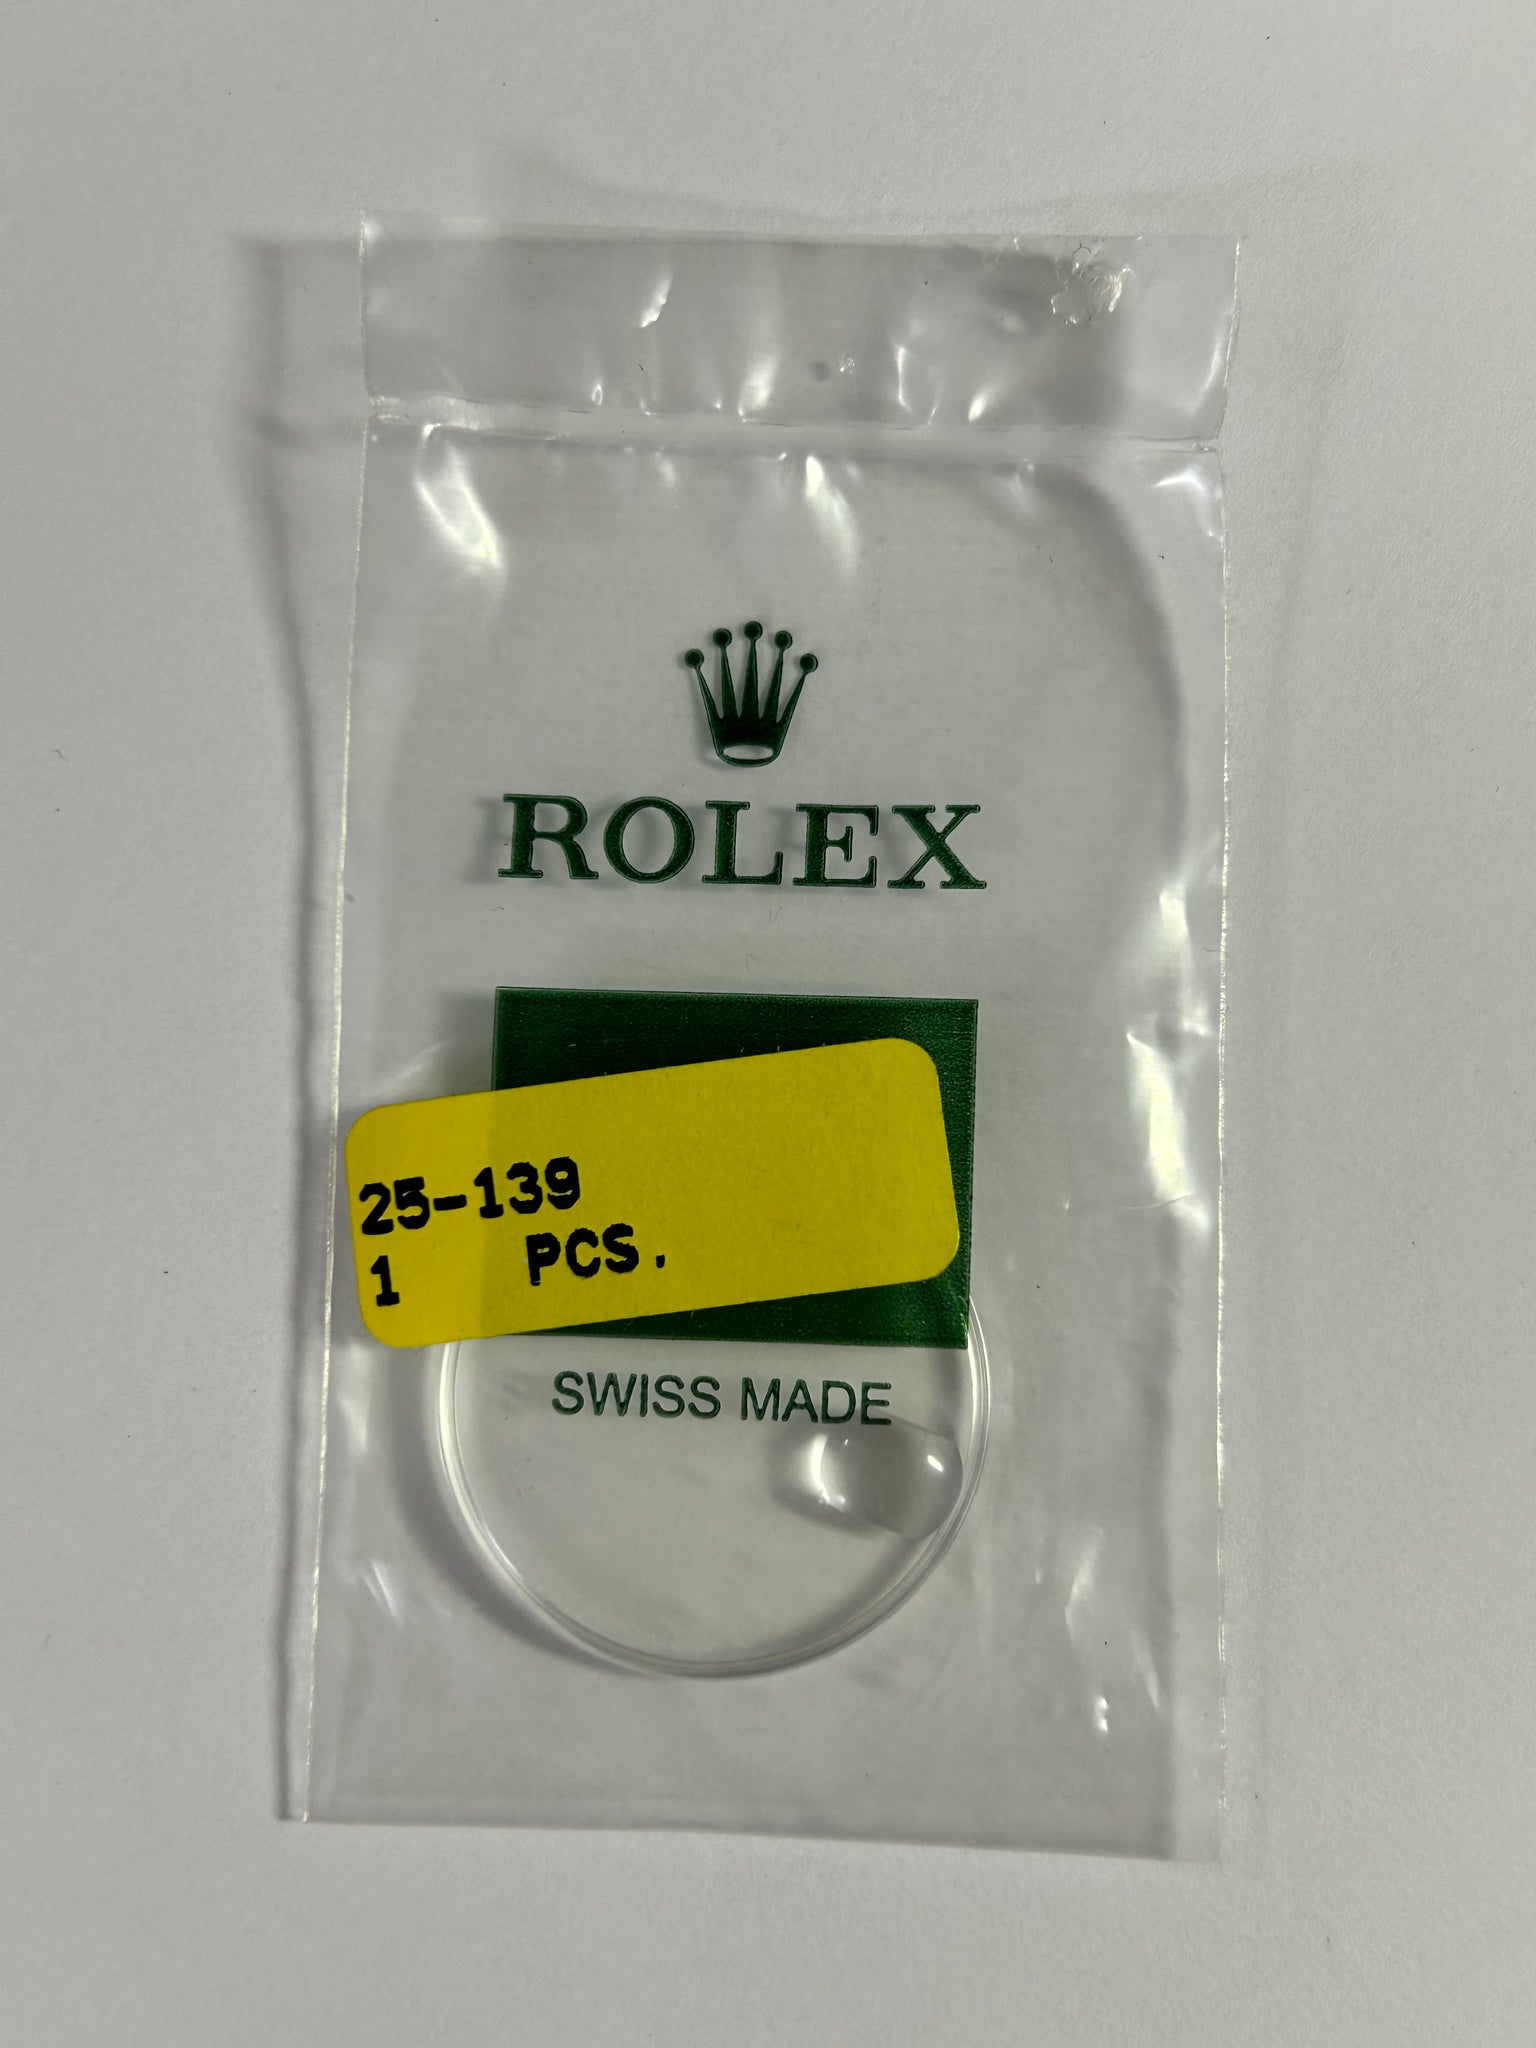 ROLEX
25-139
1 PCS.
SWISS MADE